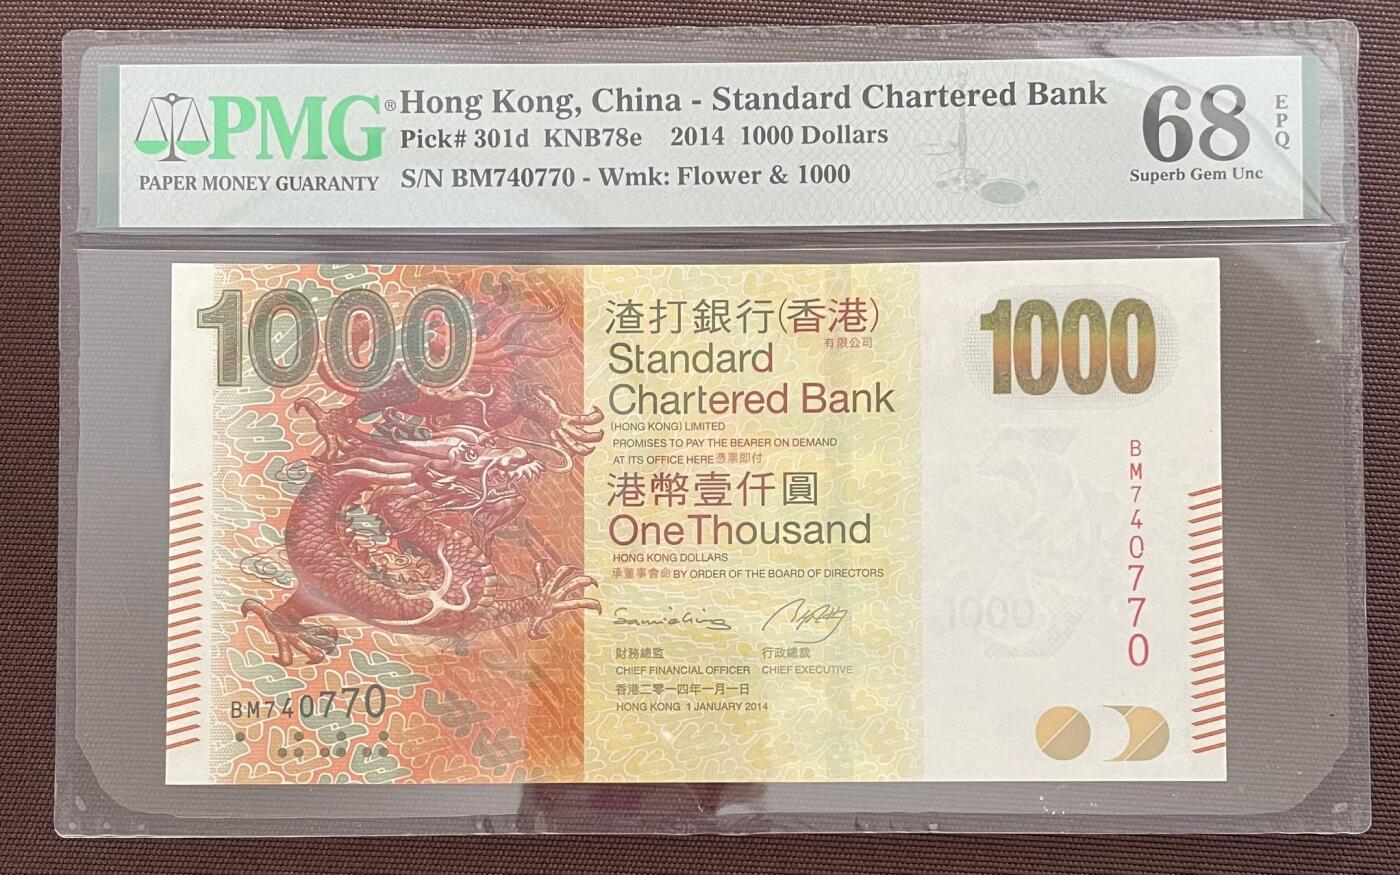 PMG®
PAPER MONEY GUARANTY
Hong Kong, China - Standard Chartered Bank
Pick# 301d KNB78e 2014 1000 Dollars
S/N BM740770 - Wmk: Flower & 1000
68
EPQ
Superb Gem Unc
1000
渣打銀行(香港)
有限公司
Standard
Chartered Bank
(HONG KONG) LIMITED
PROMISES TO PAY THE BEARER ON DEMAND
AT ITS OFFICE HERE 憑票即付
港幣壹仟圓
One Thousand
HONG KONG DOLLARS
承董事會命 BY ORDER OF THE BOARD OF DIRECTORS
財務總監 行政總裁
CHIEF FINANCIAL OFFICER CHIEF EXECUTIVE
香港二零一四年一月一日
HONG KONG 1 JANUARY 2014
BM740770
1000
BM740770
1000